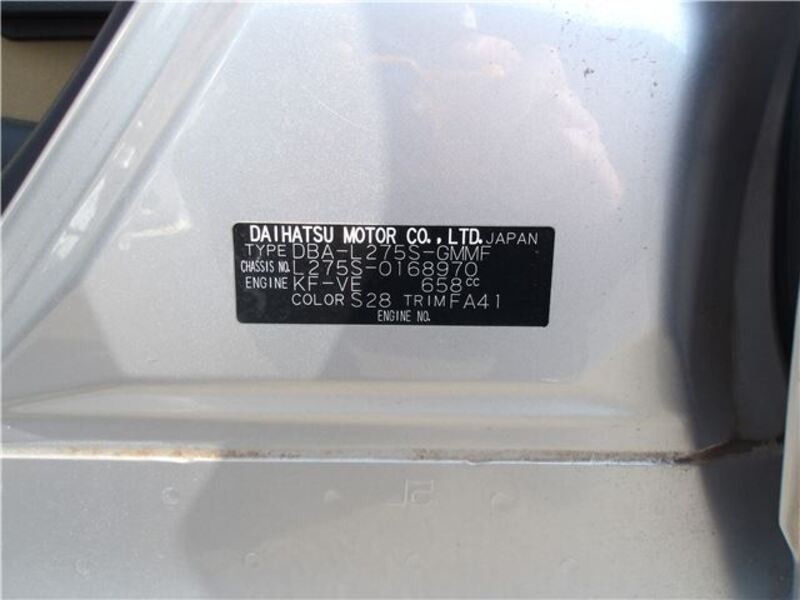 DAIHATSU MOTOR CO., LTD. JAPAN
TYPE DBA-L275S-GMMF
CHASSIS NO. L275S-0168970
ENGINE KF-VE 658cc
COLOR S28 TRIM FA41
ENGINE NO.